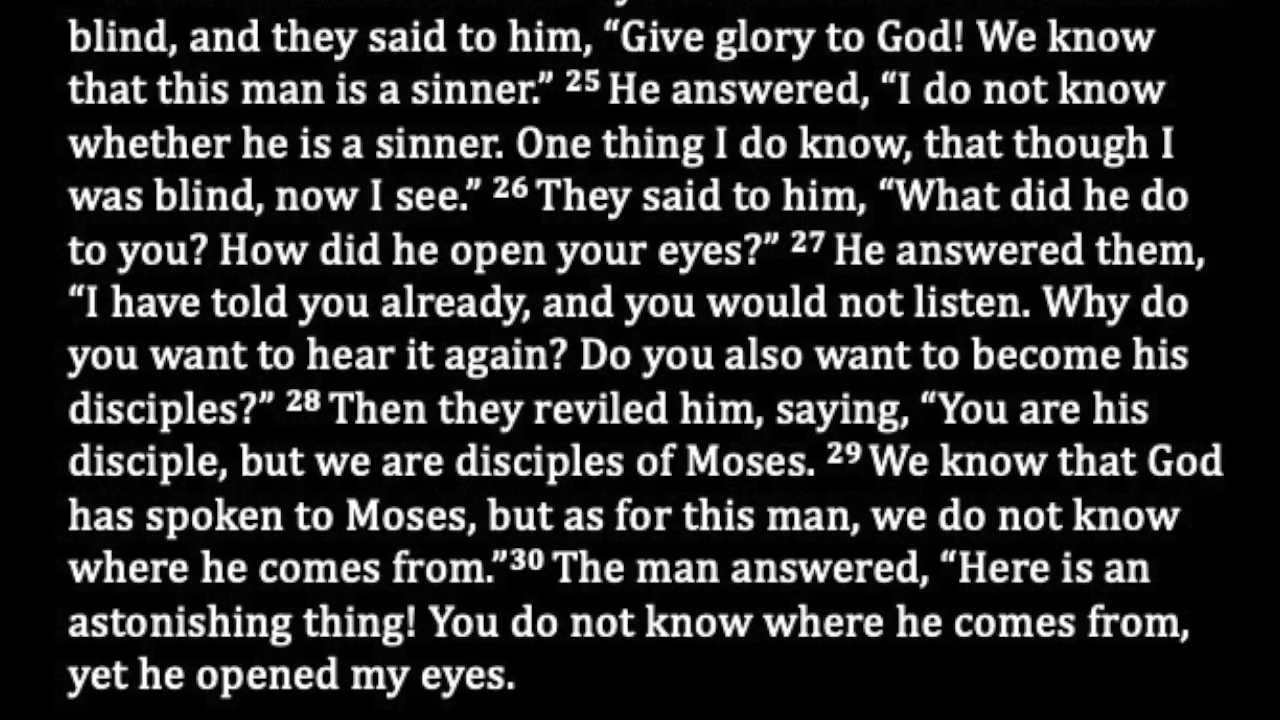 blind, and they said to him, “Give glory to God! We know
that this man is a sinner.” 25 He answered, “I do not know
whether he is a sinner. One thing I do know, that though I
was blind, now I see.” 26 They said to him, “What did he do
to you? How did he open your eyes?” 27 He answered them,
“I have told you already, and you would not listen. Why do
you want to hear it again? Do you also want to become his
disciples?” 28 Then they reviled him, saying, “You are his
disciple, but we are disciples of Moses. 29 We know that God
has spoken to Moses, but as for this man, we do not know
where he comes from.”30 The man answered, “Here is an
astonishing thing! You do not know where he comes from,
yet he opened my eyes.